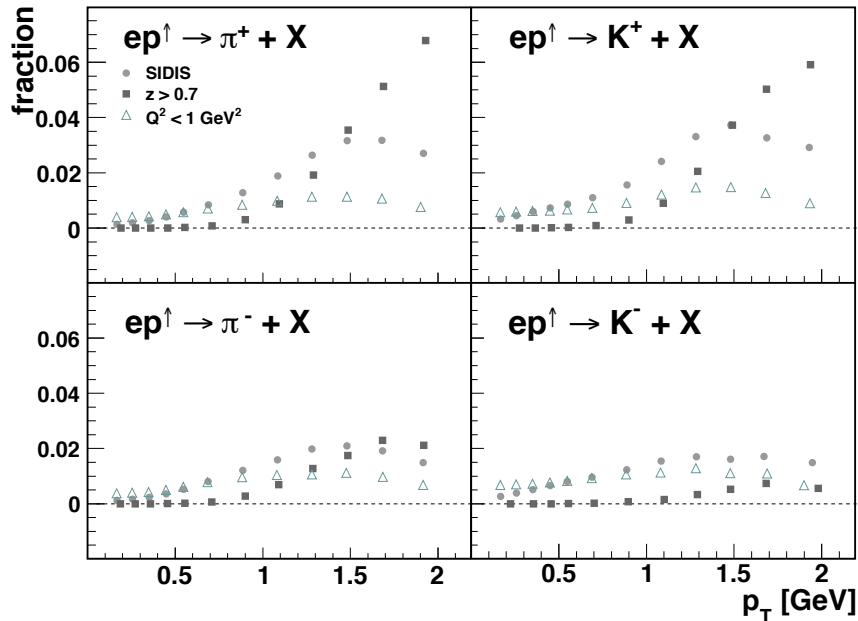 fraction
ep↑ → π+ + X
ep↑ → K+ + X
SIDIS
z > 0.7
Q² < 1 GeV²
0.06
0.04
0.02
0
ep↑ → π- + X
ep↑ → K- + X
0.06
0.04
0.02
0
0.5 1 1.5 2 0.5 1 1.5 2
p_T [GeV]